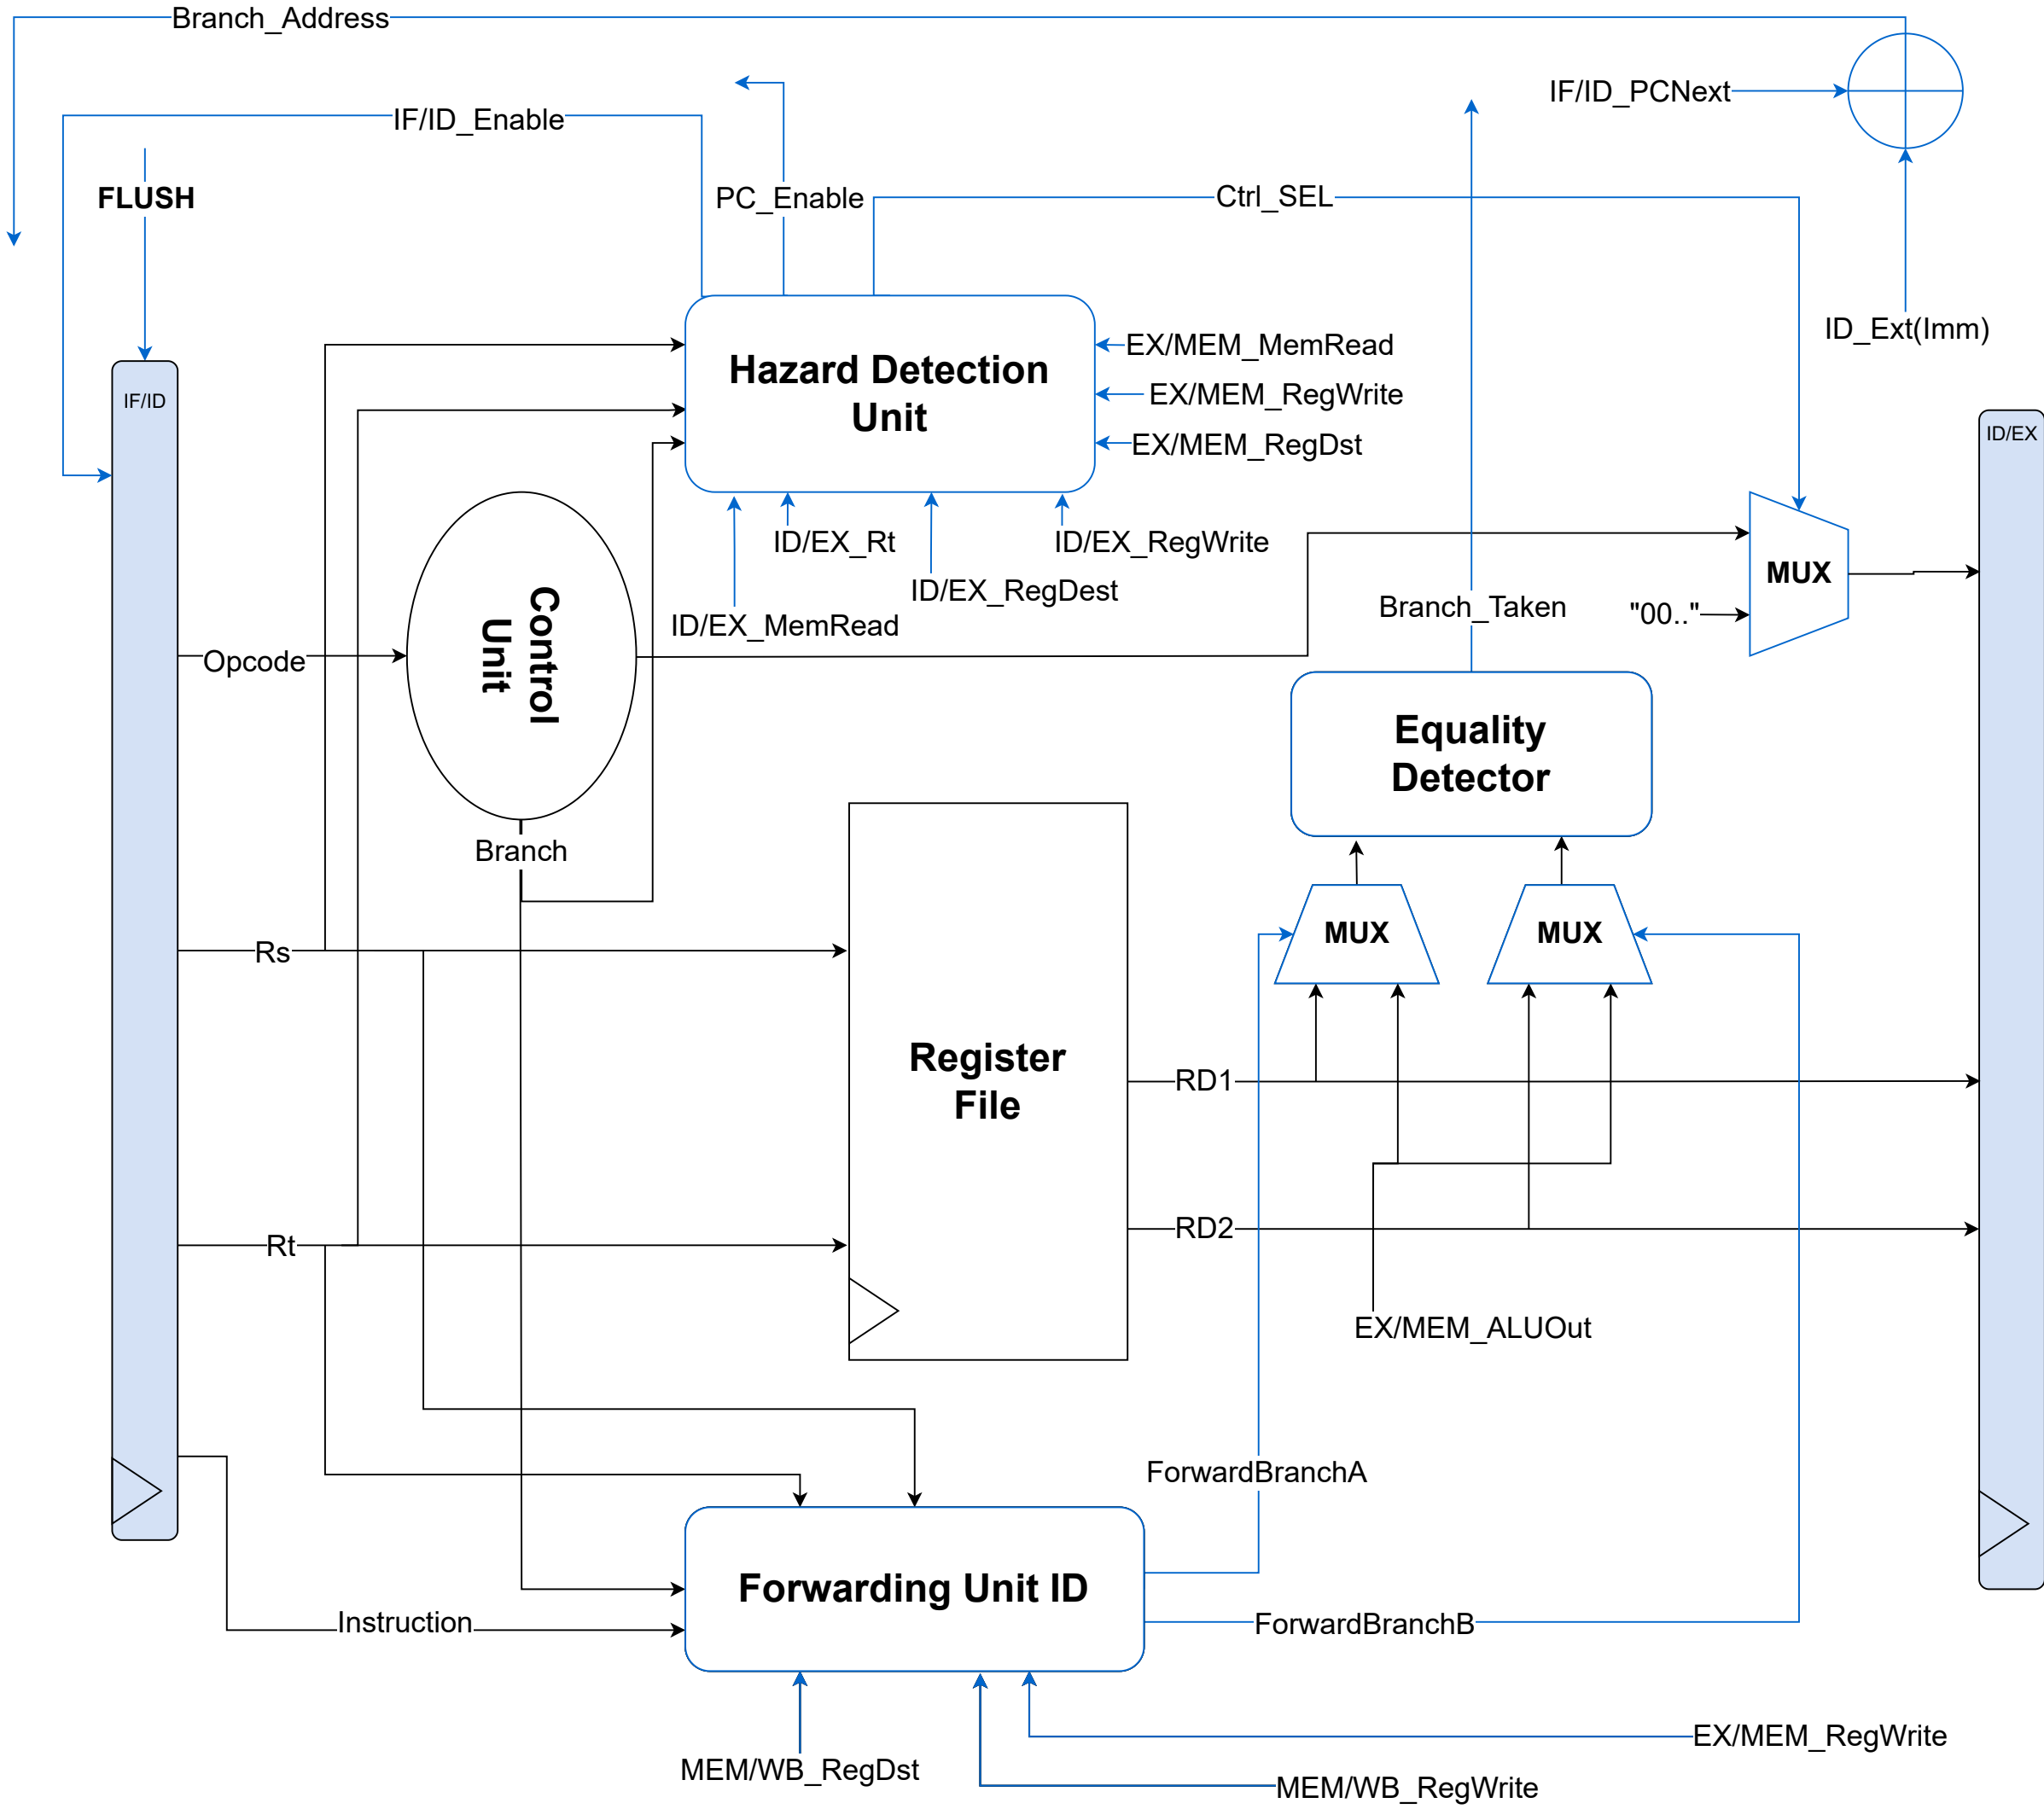 Branch_Address
IF/ID_PCNext
IF/ID_Enable
FLUSH
PC_Enable
Ctrl_SEL
ID_Ext(Imm)
Hazard Detection
Unit
EX/MEM_MemRead
EX/MEM_RegWrite
EX/MEM_RegDst
IF/ID
ID/EX
ID/EX_Rt
ID/EX_RegWrite
ID/EX_RegDest
ID/EX_MemRead
MUX
"00.."
Branch_Taken
Control
Unit
Opcode
Equality
Detector
Branch
MUX
MUX
Rs
Register
File
RD1
RD2
Rt
EX/MEM_ALUOut
ForwardBranchA
Forwarding Unit ID
Instruction
ForwardBranchB
EX/MEM_RegWrite
MEM/WB_RegDst
MEM/WB_RegWrite